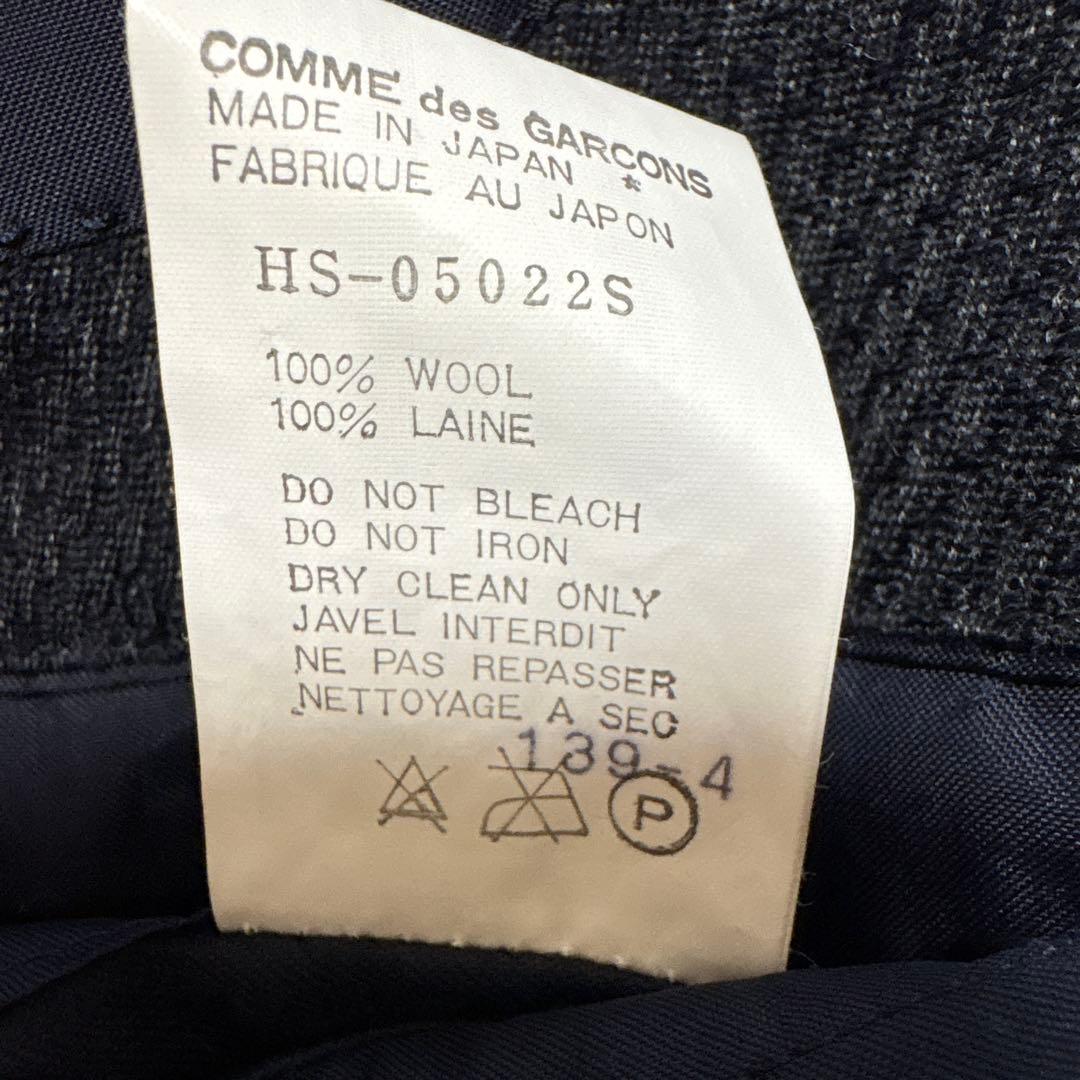 COMME des GARCONS
MADE IN JAPAN *
FABRIQUE AU JAPON
HS-05022S
100% WOOL
100% LAINE
DO NOT BLEACH
DO NOT IRON
DRY CLEAN ONLY
JAVEL INTERDIT
NE PAS REPASSER
NETTOYAGE A SEC
139-4
P